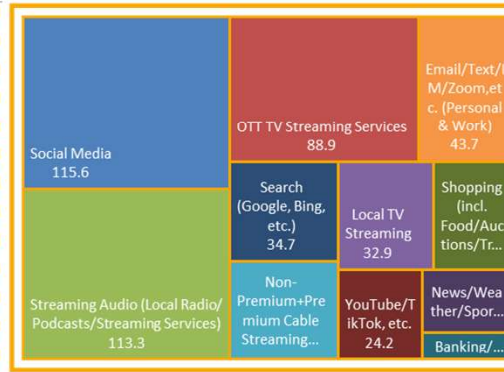 Social Media
115.6
Streaming Audio (Local Radio/
Podcasts/Streaming Services)
113.3
OTT TV Streaming Services
88.9
Search
(Google, Bing,
etc.)
34.7
Non-
Premium+Pre
mium Cable
Streaming...
Local TV
Streaming
32.9
YouTube/T
ikTok, etc.
24.2
Email/Text/I
M/Zoom,et
c. (Personal
& Work)
43.7
Shopping
(incl.
Food/Auc
tions/Tr...
News/Wea
ther/Spor...
Banking/...